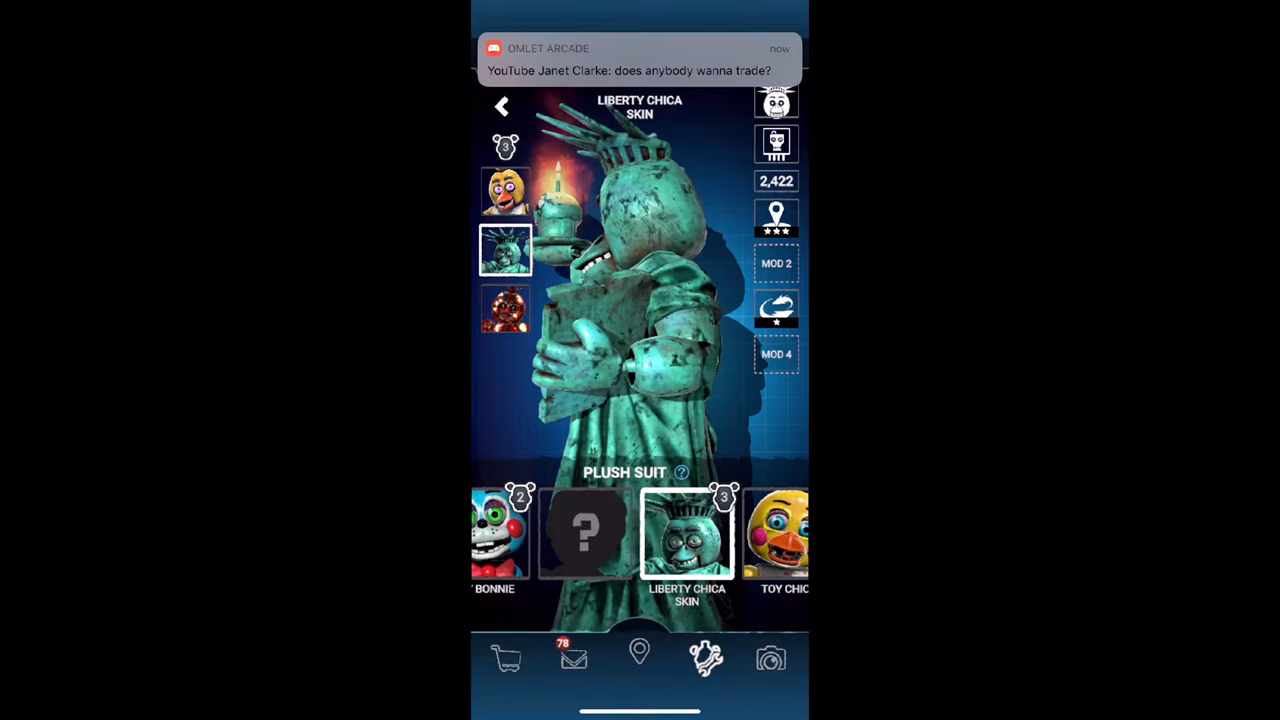 OMLET ARCADE
now
YouTube Janet Clarke: does anybody wanna trade?
LIBERTY CHICA
SKIN
3
2,422
MOD 2
MOD 4
PLUSH SUIT ?
2
?
3
BONNIE
LIBERTY CHICA
SKIN
TOY CHIC
78